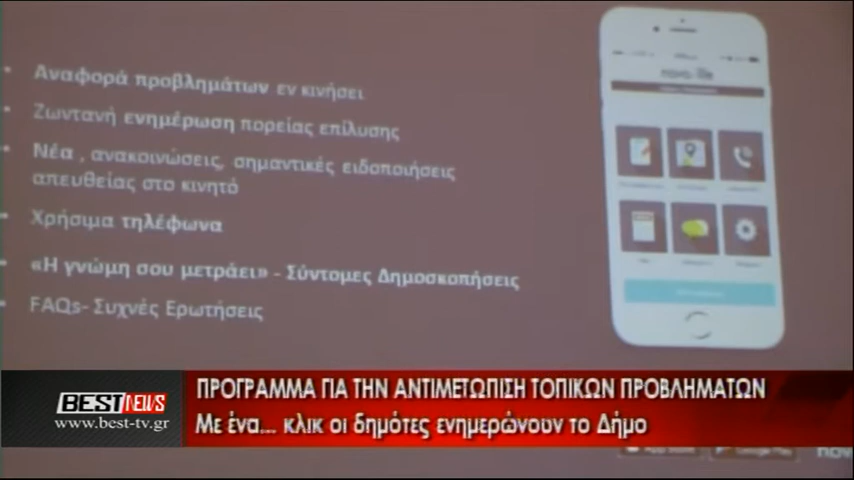 Αναφορά προβλημάτων εν κινήσει
Ζωντανή ενημέρωση πορείας επίλυσης
Νέα , ανακοινώσεις, σημαντικές ειδοποιήσεις
απευθείας στο κινητό
Χρήσιμα τηλέφωνα
«Η γνώμη σου μετράει» - Σύντομες Δημοσκοπήσεις
FAQs- Συχνές Ερωτήσεις
BEST NEWS
www.best-tv.gr
ΠΡΟΓΡΑΜΜΑ ΓΙΑ ΤΗΝ ΑΝΤΙΜΕΤΩΠΙΣΗ ΤΟΠΙΚΩΝ ΠΡΟΒΛΗΜΑΤΩΝ
Με ένα... κλικ οι δημότες ενημερώνουν το Δήμο